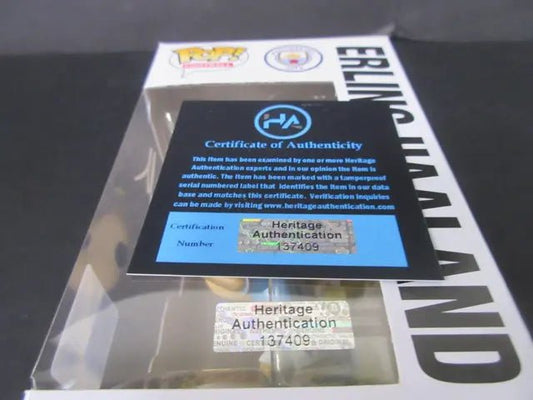 POP!
FOOTBALL
ERLING HAALAND
HA
Certificate of Authenticity
This item has been examined by one or more Heritage
Authentication experts and in our opinion the item is
authentic. The item has been marked with a tamperproof
serial numbered label that identifies the item in our data
base and matches this certificate. Verification inquiries
can be made by visiting www.heritageauthentication.com
Certification
Number
Heritage
Authentication
137409
Heritage
Authentication
137409